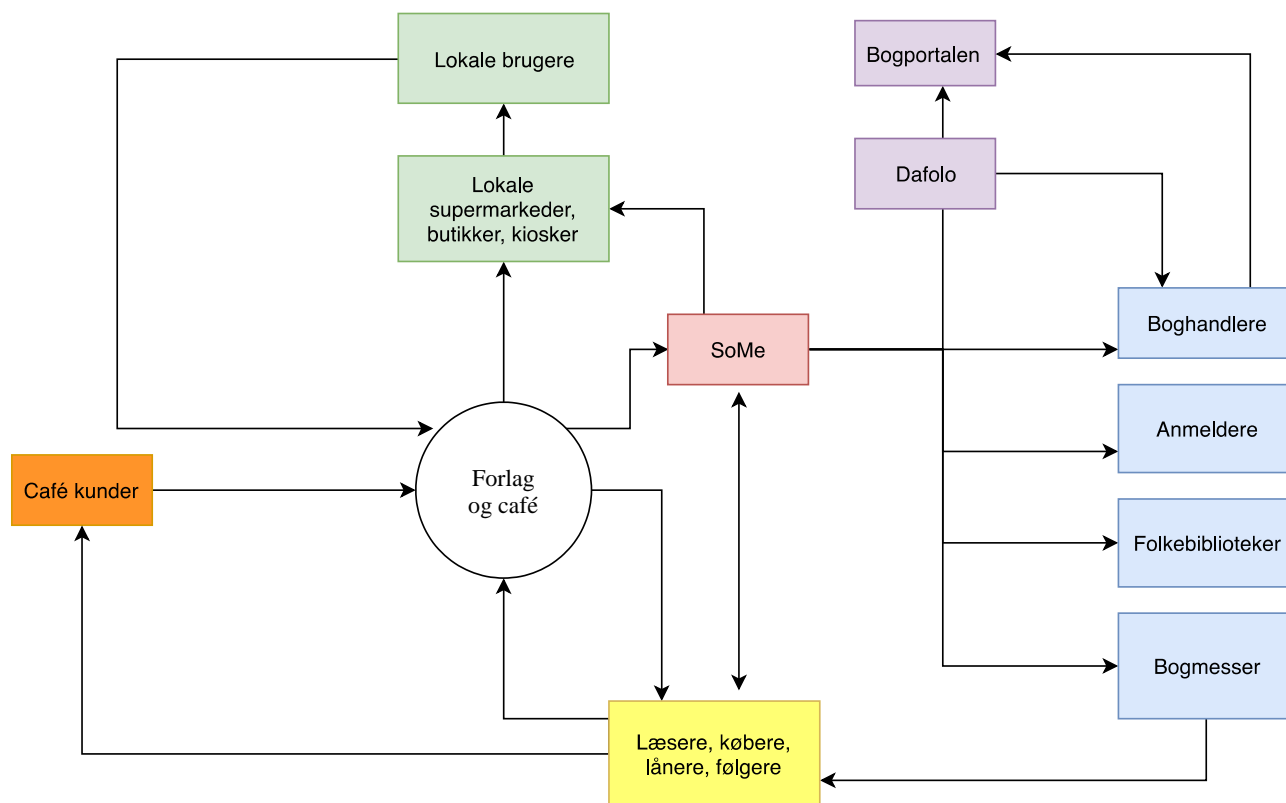 Lokale brugere
Bogportalen
Dafolo
Lokale
supermarkeder,
butikker, kiosker
SoMe
Boghandlere
Anmeldere
Café kunder
Forlag
og café
Folkebiblioteker
Bogmesser
Læsere, købere,
lånere, følgere